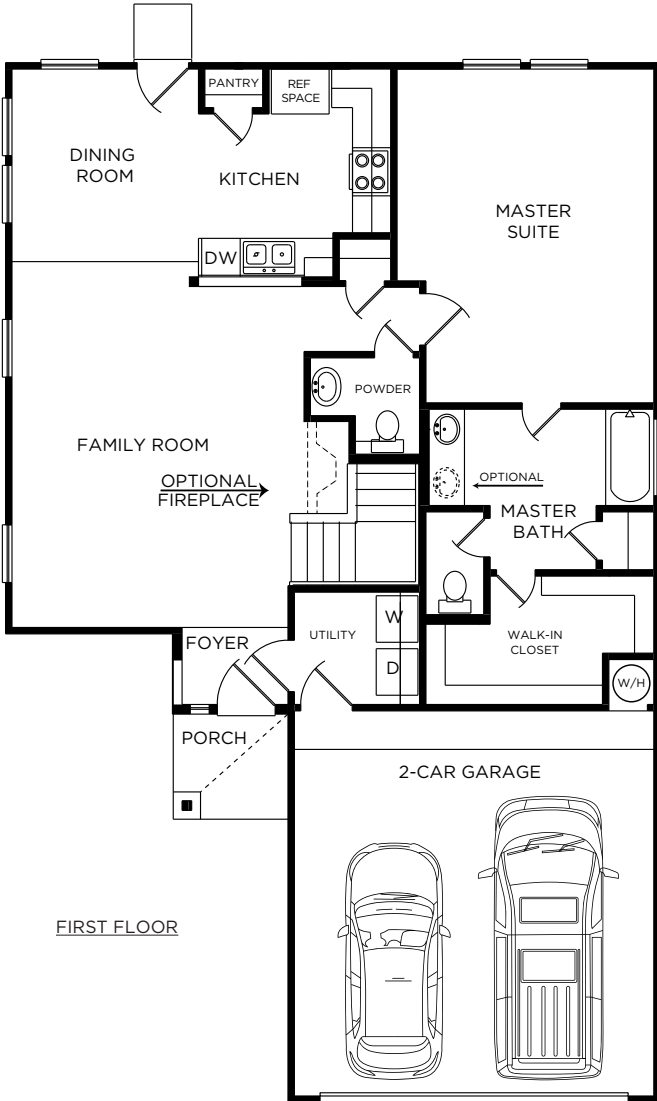 PANTRY
REF
SPACE
DINING
ROOM
KITCHEN
MASTER
SUITE
DW
POWDER
FAMILY ROOM
OPTIONAL
FIREPLACE
OPTIONAL
MASTER
BATH
FOYER
UTILITY
W
D
WALK-IN
CLOSET
W/H
PORCH
2-CAR GARAGE
FIRST FLOOR